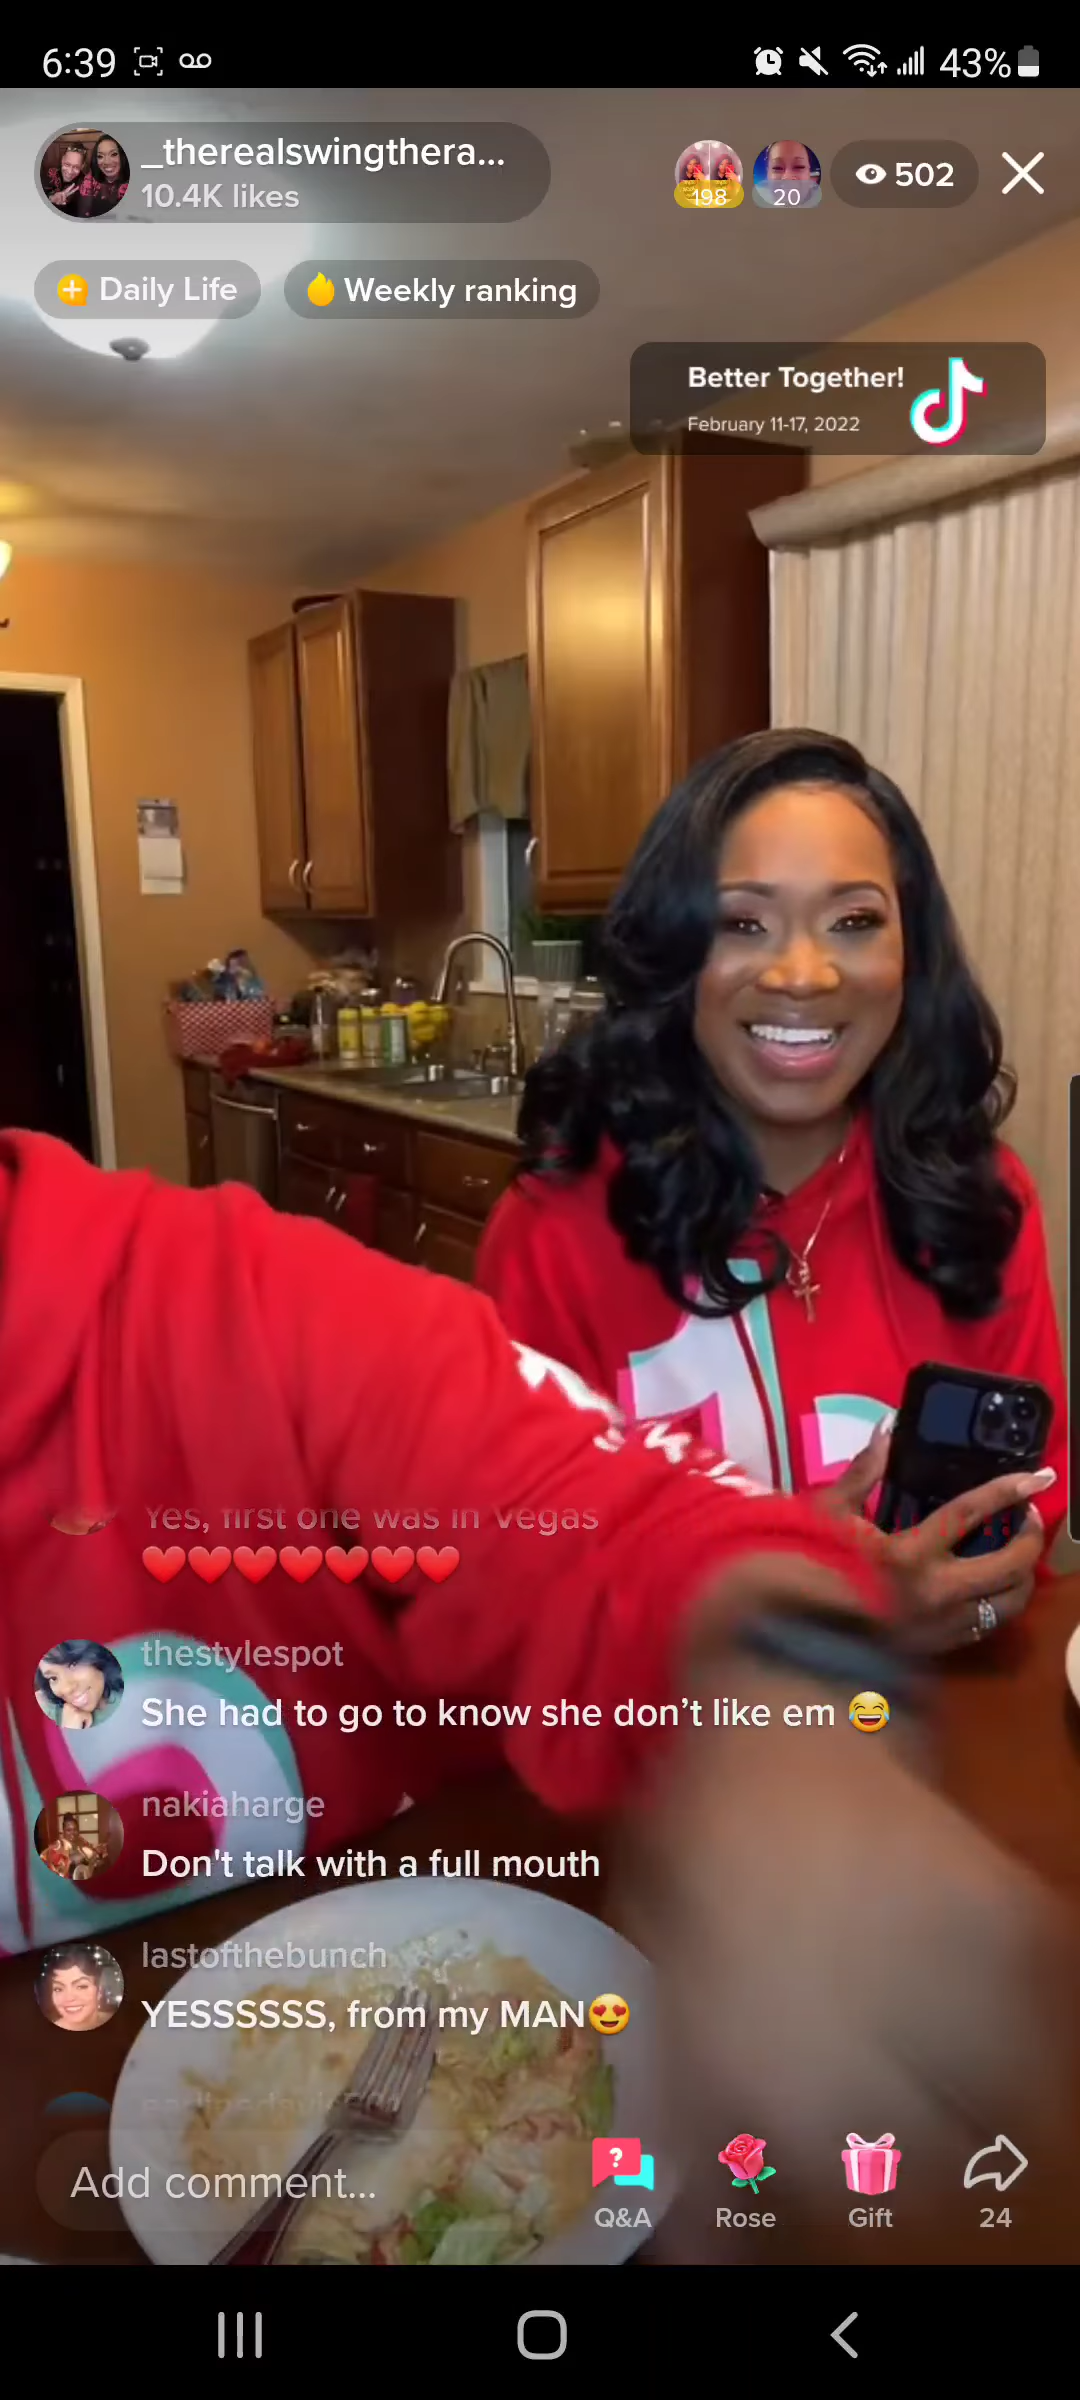 6:39
43%
_therealswingthera...
10.4K likes
198
20
502
Daily Life
Weekly ranking
Better Together!
February 11-17, 2022
Yes, first one was in Vegas
❤️❤️❤️❤️❤️❤️❤️
thestylespot
She had to go to know she don’t like em 😂
nakiaharge
Don't talk with a full mouth
lastofthebunch
YESSSSSS, from my MAN😍
Add comment...
Q&A
Rose
Gift
24